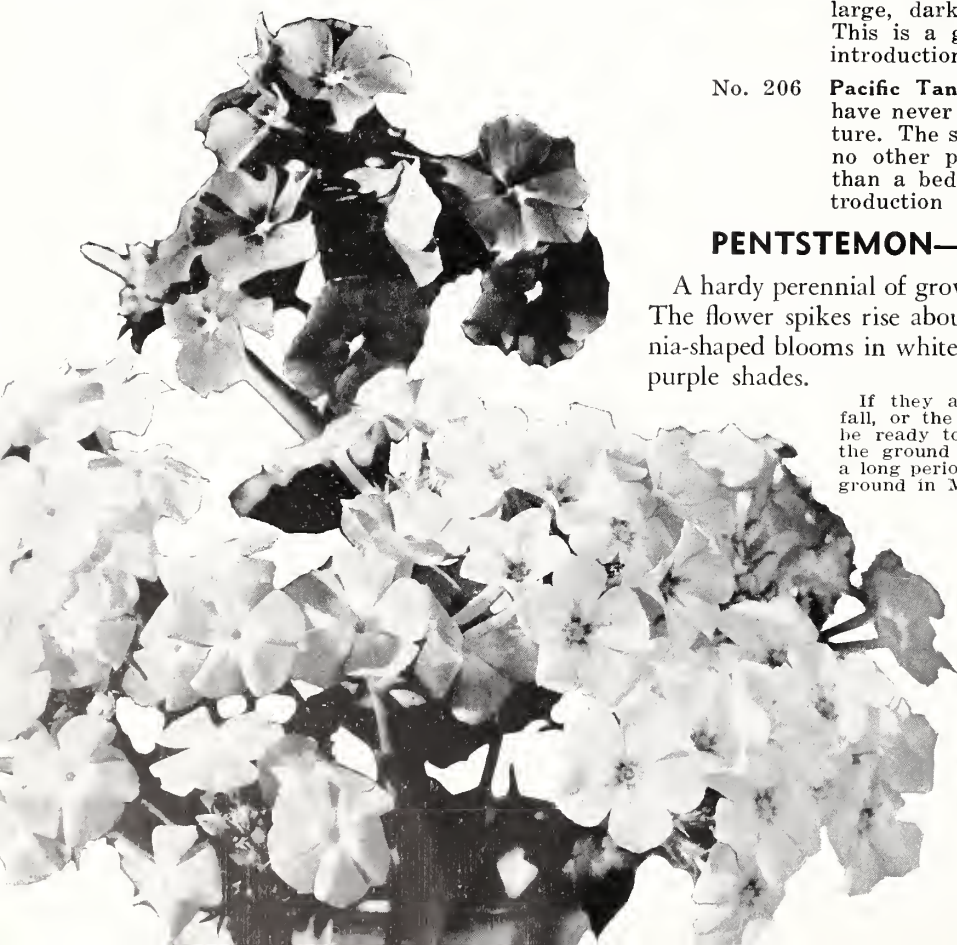 large, dark
This is a g
introduction
No. 206 Pacific Tan
have never
ture. The s
no other p
than a bed
troduction
PENTSTEMON—
A hardy perennial of grov
The flower spikes rise abou
nia-shaped blooms in white
purple shades.
If they a
fall, or the
be ready to
the ground
a long perio
ground in M